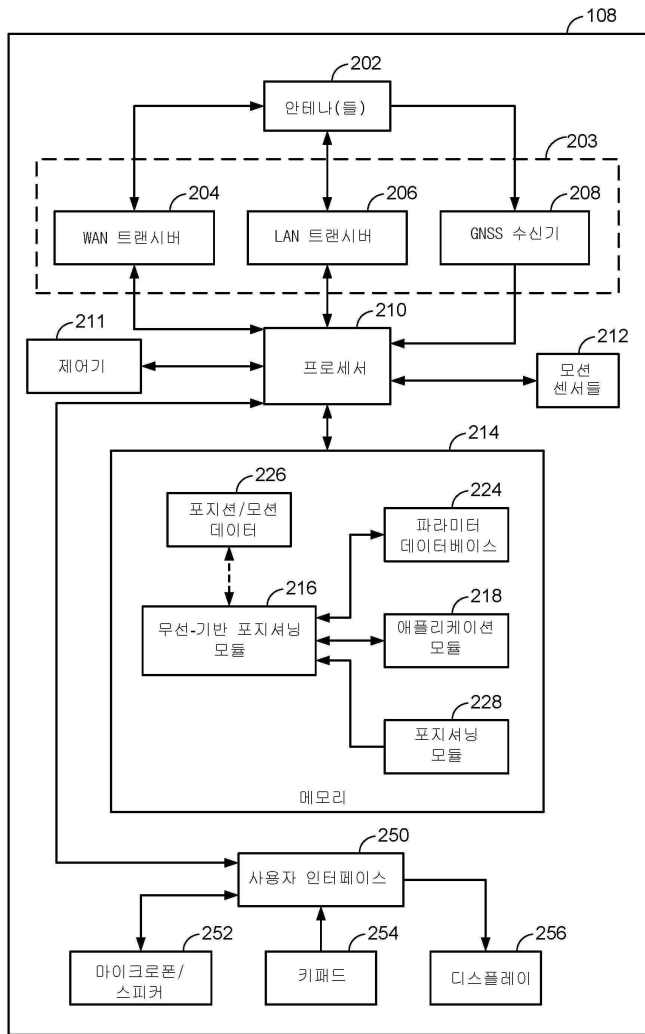 108
202
안테나(들)
203
204
WAN 트랜시버
206
LAN 트랜시버
208
GNSS 수신기
210
프로세서
211
제어기
212
모션
센서들
214
226
포지션/모션
데이터
224
파라미터
데이터베이스
216
무선-기반 포지셔닝
모듈
218
애플리케이션
모듈
228
포지셔닝
모듈
메모리
250
사용자 인터페이스
252
마이크로폰/
스피커
254
키패드
256
디스플레이